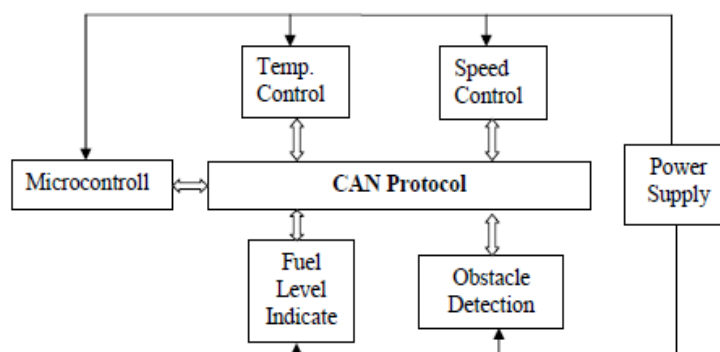 Temp.
Control
Speed
Control
Microcontroll
CAN Protocol
Power
Supply
Fuel
Level
Indicate
Obstacle
Detection